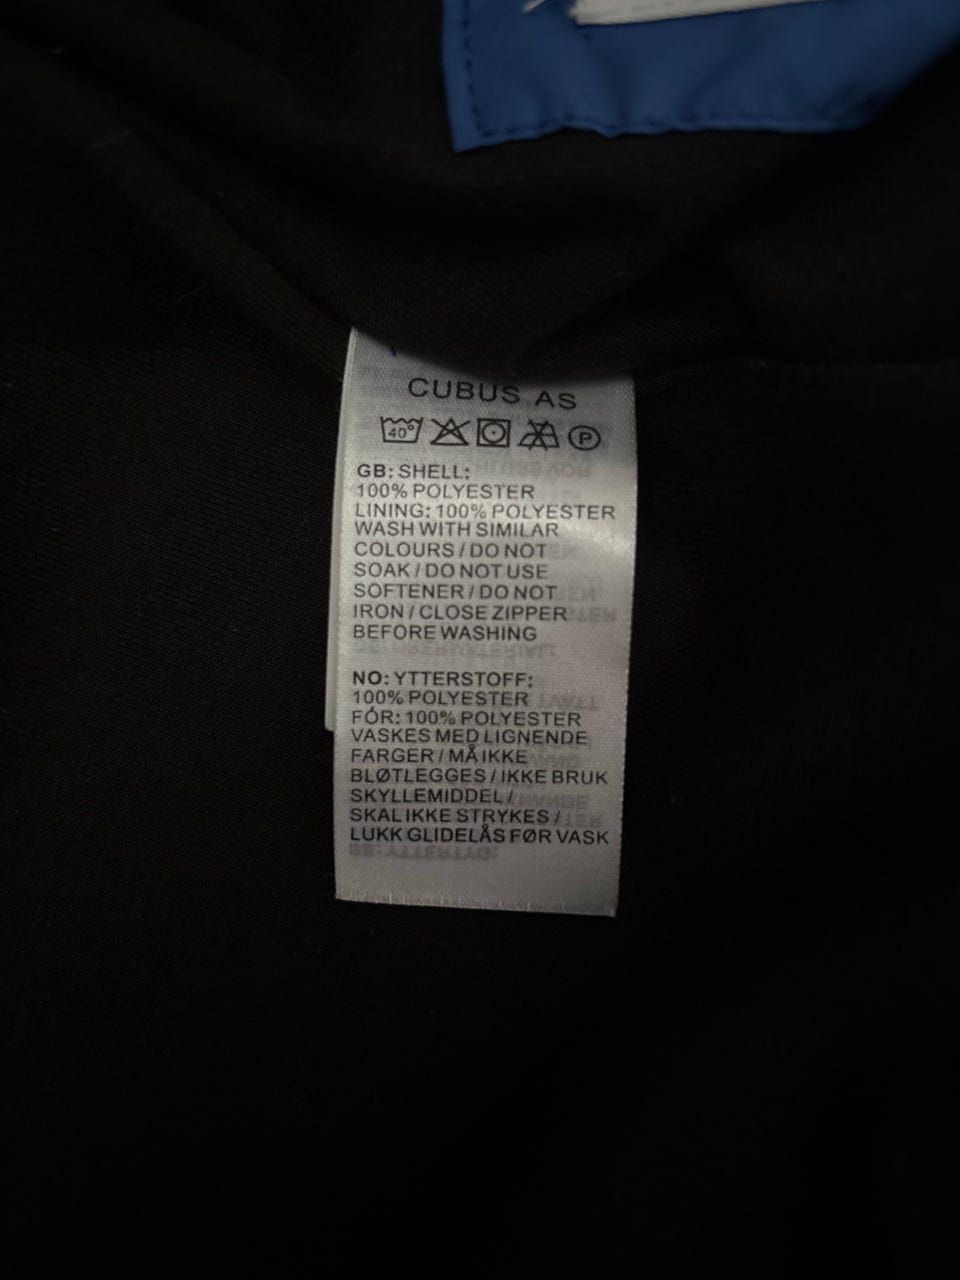 CUBUS AS
40° P
GB: SHELL:
100% POLYESTER
LINING: 100% POLYESTER
WASH WITH SIMILAR
COLOURS / DO NOT
SOAK / DO NOT USE
SOFTENER / DO NOT
IRON / CLOSE ZIPPER
BEFORE WASHING
NO: YTTERSTOFF:
100% POLYESTER
FÓR: 100% POLYESTER
VASKES MED LIGNENDE
FARGER / MÅ IKKE
BLØTLEGGES / IKKE BRUK
SKYLLEMIDDEL /
SKAL IKKE STRYKES /
LUKK GLIDELÅS FØR VASK